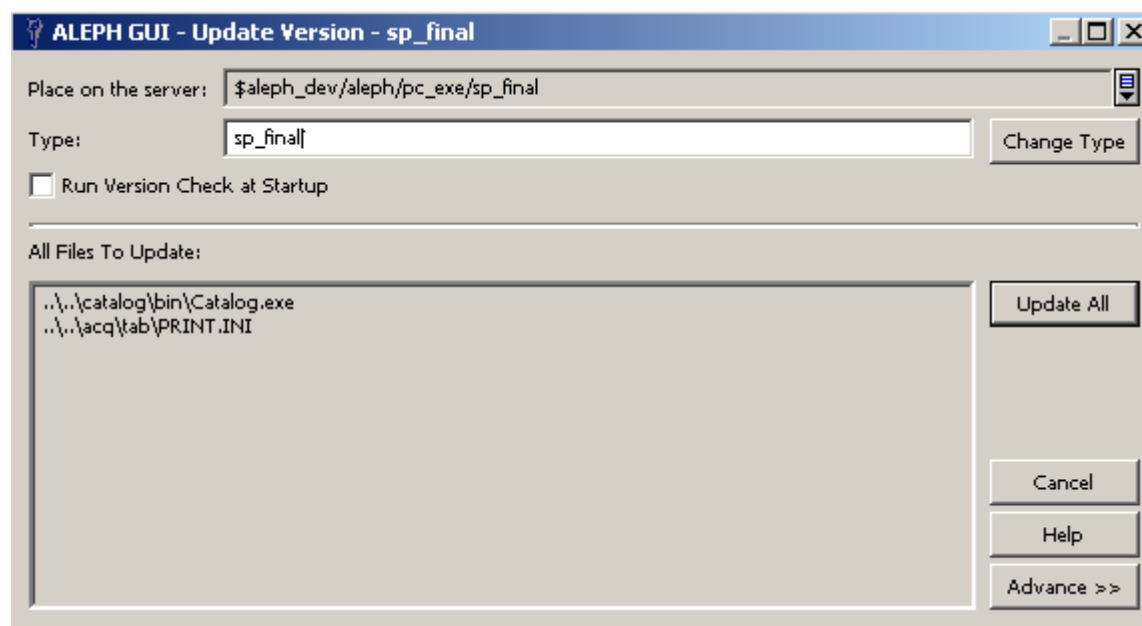 ALEPH GUI - Update Version - sp_final
Place on the server: $aleph_dev/aleph/pc_exe/sp_final
Type: sp_final Change Type
Run Version Check at Startup
All Files To Update:
..\..\catalog\bin\Catalog.exe
..\..\acq\tab\PRINT.INI
Update All
Cancel
Help
Advance >>